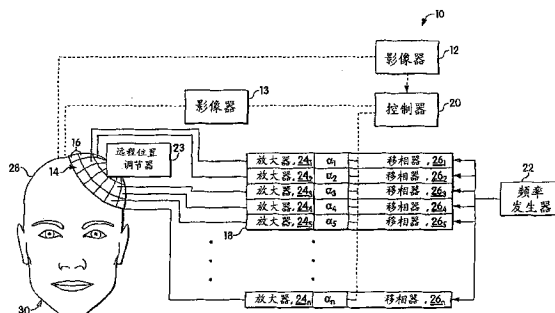 10
影像器
12
影像器
13
控制器
20
远程位置
调节器
23
16
14
28
30
放大器,24₁ α₁ 移相器,26₁
放大器,24₂ α₂ 移相器,26₂
放大器,24₃ α₃ 移相器,26₃
放大器,24₄ α₄ 移相器,26₄
放大器,24₅ α₅ 移相器,26₅
18
放大器,24ₙ αₙ 移相器,26ₙ
22
频率
发生器